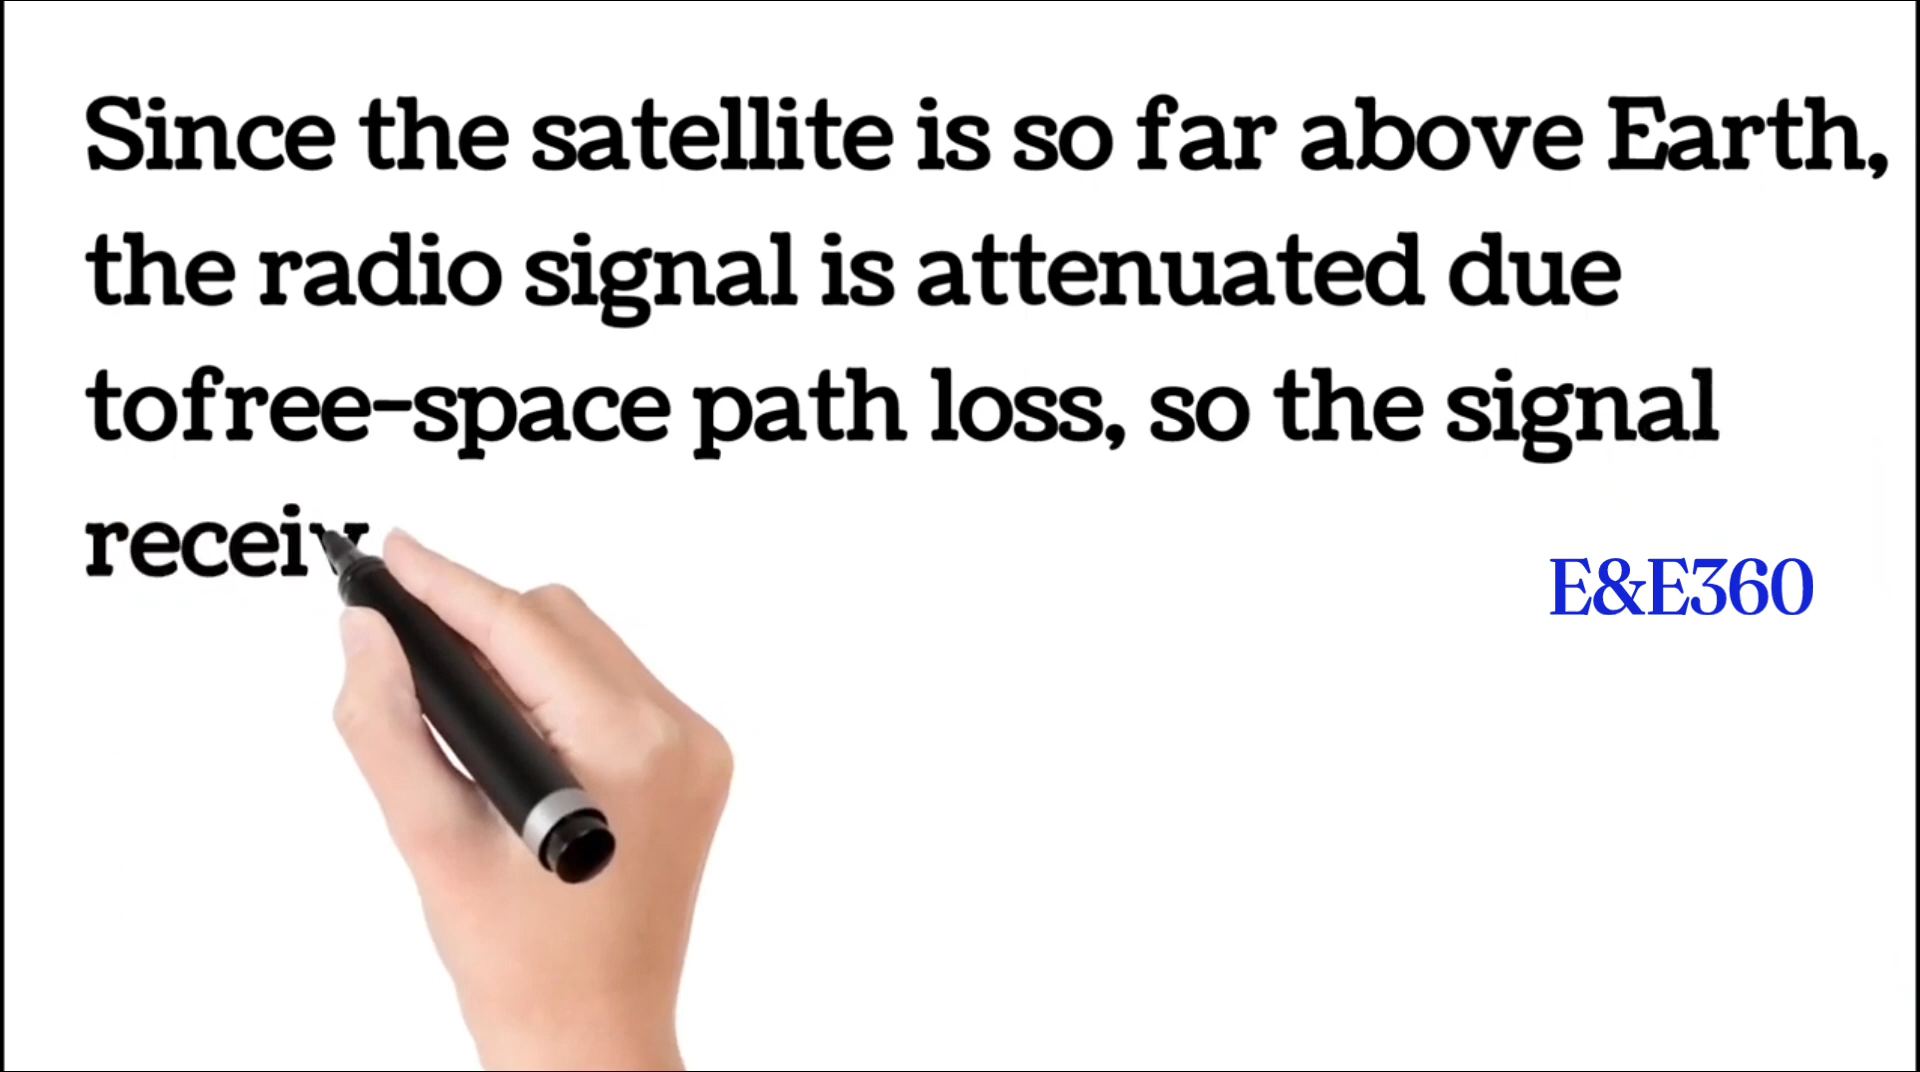 Since the satellite is so far above Earth,
the radio signal is attenuated due
tofree-space path loss, so the signal
receiv
E&E360